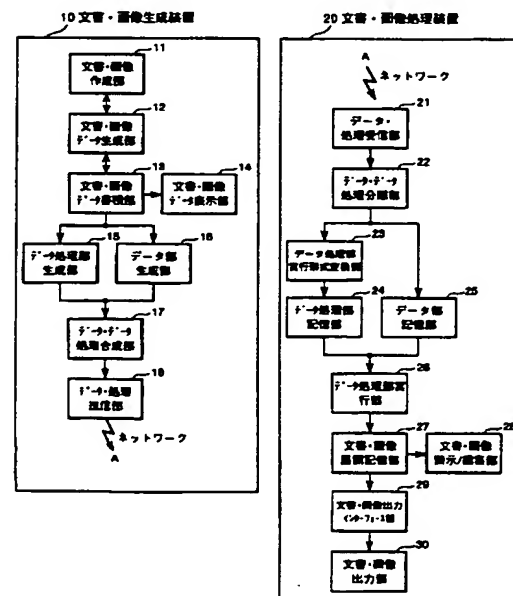 10 文書・画像生成装置
11
文書・画像
作成部
12
文書・画像
データ生成部
13
文書・画像
データ蓄積部
14
文書・画像
データ表示部
15
データ処理部
生成部
16
データ部
生成部
17
データ・データ
処理合成部
18
データ・処理
送信部
ネットワーク
A
20 文書・画像処理装置
A
ネットワーク
21
データ・
処理受信部
22
データ・データ
処理分離部
23
データ処理部
実行形式変換部
24
データ処理部
記憶部
25
データ部
記憶部
26
データ処理部実
行部
27
文書・画像
展開記憶部
28
文書・画像
29
文書・画像出力
インターフェース部
30
文書・画像
出力部